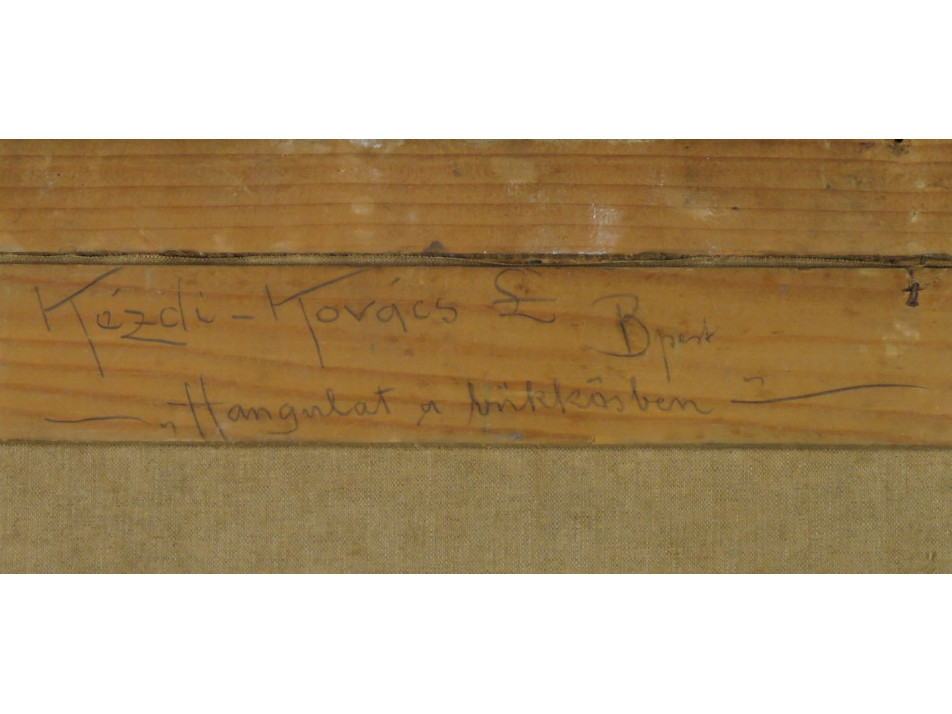 Kézdi-Kovács L Bpest
„Hangulat a bükkösben"